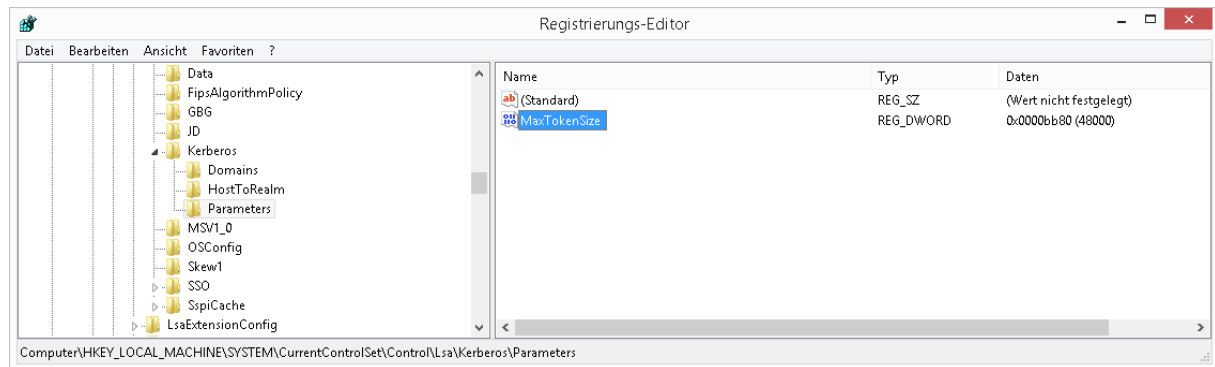 Registrierungs-Editor
Datei Bearbeiten Ansicht Favoriten ?
Data
FipsAlgorithmPolicy
GBG
JD
Kerberos
Domains
HostToRealm
Parameters
MSV1_0
OSConfig
Skew1
SSO
SspiCache
LsaExtensionConfig
Name Typ Daten
(Standard) REG_SZ (Wert nicht festgelegt)
MaxTokenSize REG_DWORD 0x0000bb80 (48000)
Computer\HKEY_LOCAL_MACHINE\SYSTEM\CurrentControlSet\Control\Lsa\Kerberos\Parameters